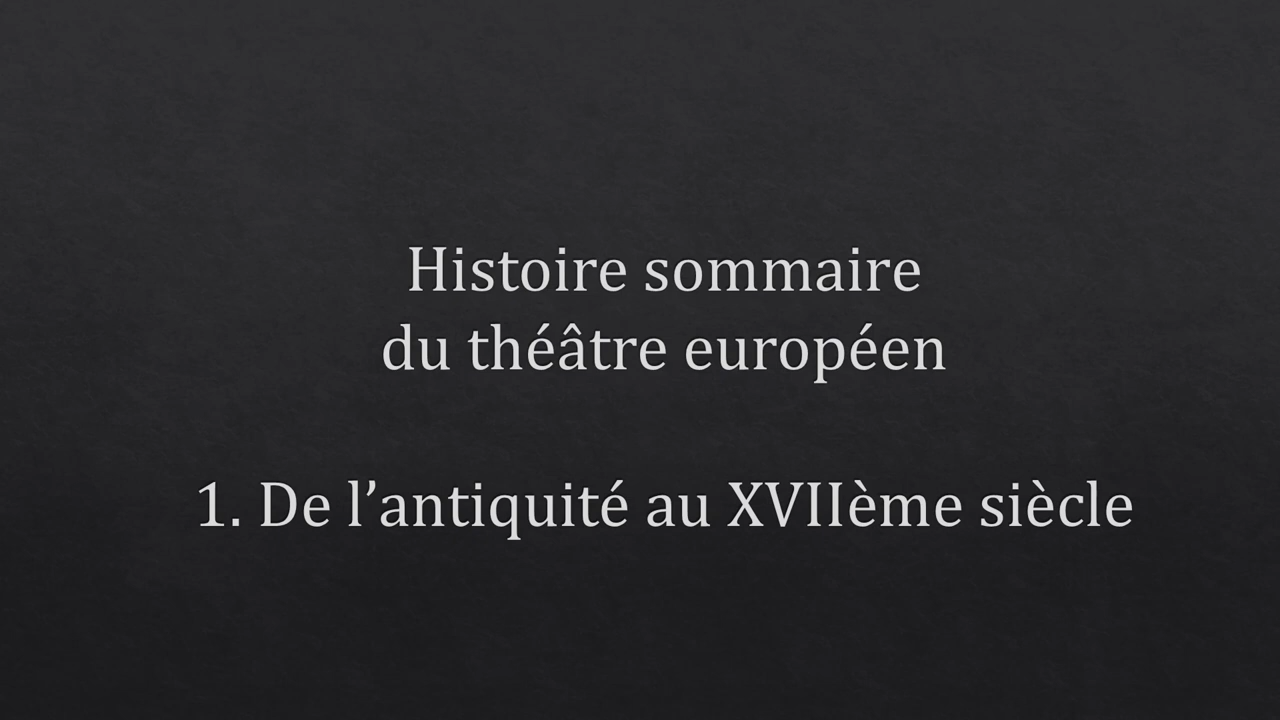 Histoire sommaire
du théâtre européen
1. De l’antiquité au XVIIème siècle